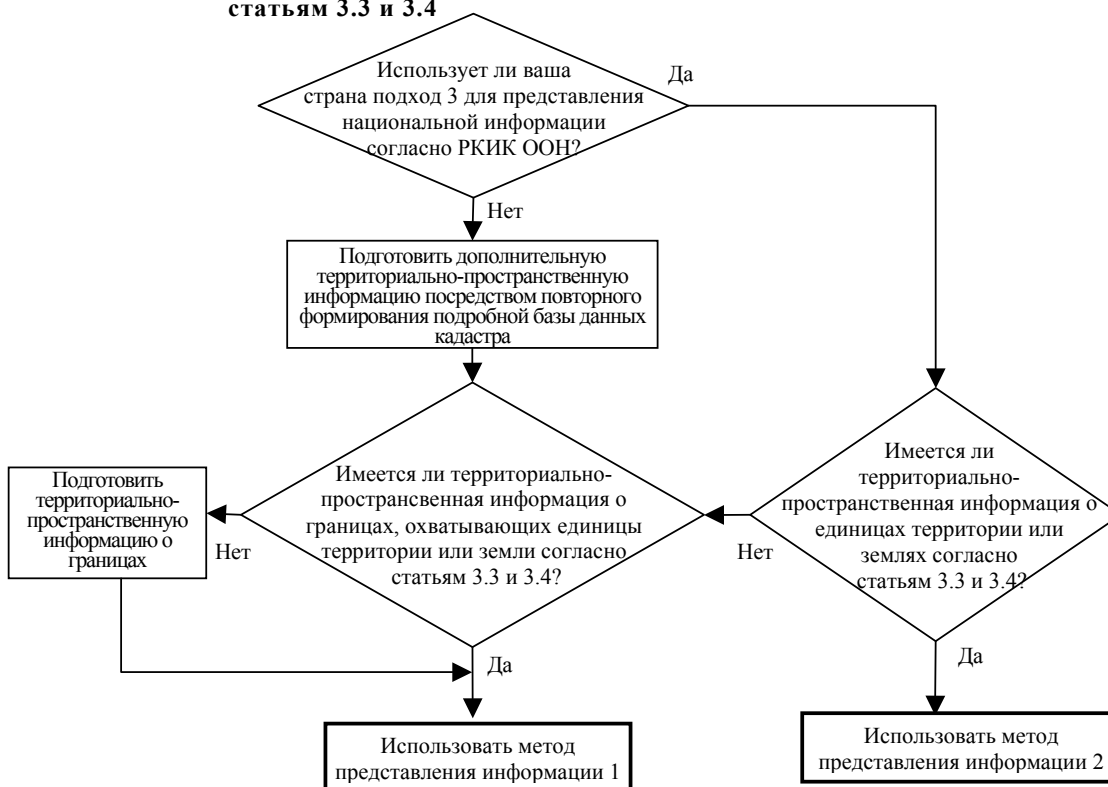 статьям 3.3 и 3.4
Использует ли ваша
страна подход 3 для представления
национальной информации
согласно РКИК ООН?
Да
Нет
Подготовить дополнительную
территориально-пространственную
информацию посредством повторного
формирования подробной базы данных
кадастра
Имеется ли территориально-
пространсвенная информация о
границах, охватывающих единицы
территории или земли согласно
статьям 3.3 и 3.4?
Имеется ли
территориально-
пространственная информация о
единицах территории или
землях согласно
статьям 3.3 и 3.4?
Подготовить
территориально-
пространственную
информацию о
границах
Нет
Нет
Да
Да
Использовать метод
представления информации 1
Использовать метод
представления информации 2